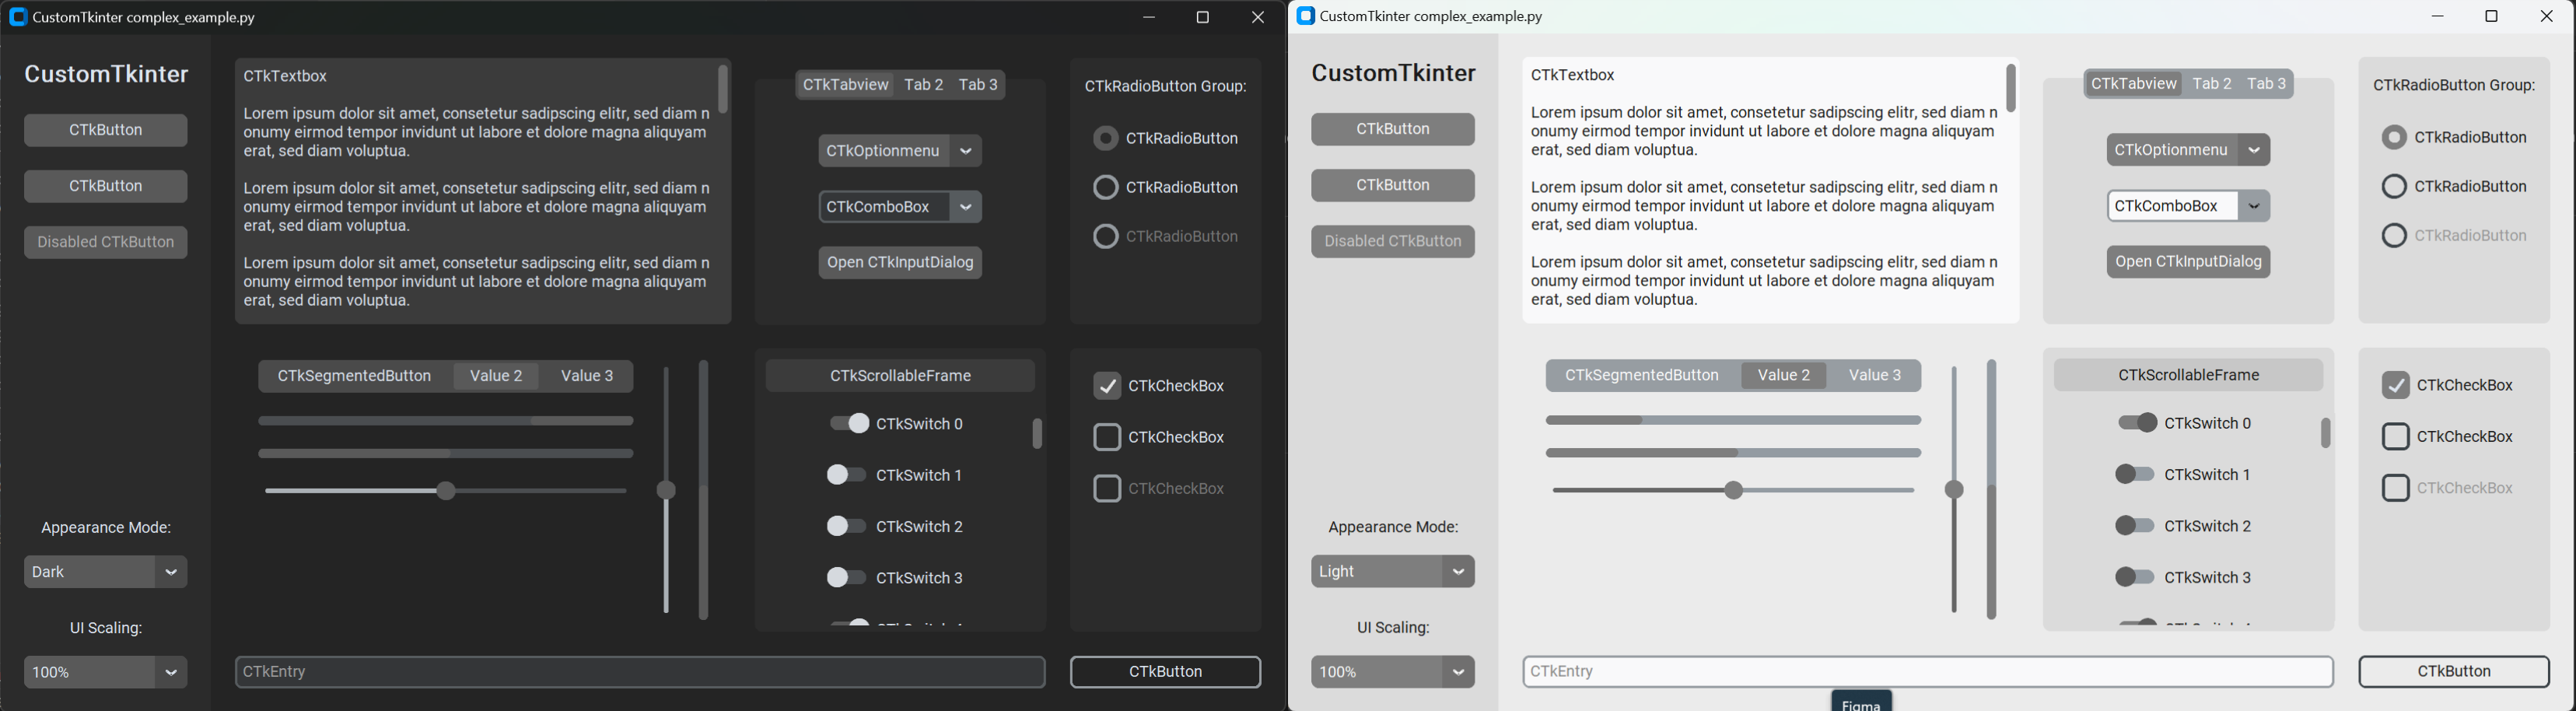 CustomTkinter complex_example.py
CustomTkinter
CTkButton
CTkButton
Disabled CTkButton
Appearance Mode:
Dark
UI Scaling:
100%
CTkTextbox
Lorem ipsum dolor sit amet, consetetur sadipscing elitr, sed diam n
onumy eirmod tempor invidunt ut labore et dolore magna aliquyam
erat, sed diam voluptua.
Lorem ipsum dolor sit amet, consetetur sadipscing elitr, sed diam n
onumy eirmod tempor invidunt ut labore et dolore magna aliquyam
erat, sed diam voluptua.
Lorem ipsum dolor sit amet, consetetur sadipscing elitr, sed diam n
onumy eirmod tempor invidunt ut labore et dolore magna aliquyam
erat, sed diam voluptua.
CTkTabview Tab 2 Tab 3
CTkOptionmenu
CTkComboBox
Open CTkInputDialog
CTkRadioButton Group:
CTkRadioButton
CTkRadioButton
CTkRadioButton
CTkSegmentedButton Value 2 Value 3
CTkScrollableFrame
CTkSwitch 0
CTkSwitch 1
CTkSwitch 2
CTkSwitch 3
CTkCheckBox
CTkCheckBox
CTkCheckBox
CTkEntry
CTkButton
CustomTkinter complex_example.py
CustomTkinter
CTkButton
CTkButton
Disabled CTkButton
Appearance Mode:
Light
UI Scaling:
100%
CTkTextbox
Lorem ipsum dolor sit amet, consetetur sadipscing elitr, sed diam n
onumy eirmod tempor invidunt ut labore et dolore magna aliquyam
erat, sed diam voluptua.
Lorem ipsum dolor sit amet, consetetur sadipscing elitr, sed diam n
onumy eirmod tempor invidunt ut labore et dolore magna aliquyam
erat, sed diam voluptua.
Lorem ipsum dolor sit amet, consetetur sadipscing elitr, sed diam n
onumy eirmod tempor invidunt ut labore et dolore magna aliquyam
erat, sed diam voluptua.
CTkTabview Tab 2 Tab 3
CTkOptionmenu
CTkComboBox
Open CTkInputDialog
CTkRadioButton Group:
CTkRadioButton
CTkRadioButton
CTkRadioButton
CTkSegmentedButton Value 2 Value 3
CTkScrollableFrame
CTkSwitch 0
CTkSwitch 1
CTkSwitch 2
CTkSwitch 3
CTkCheckBox
CTkCheckBox
CTkCheckBox
CTkEntry
CTkButton
Figma